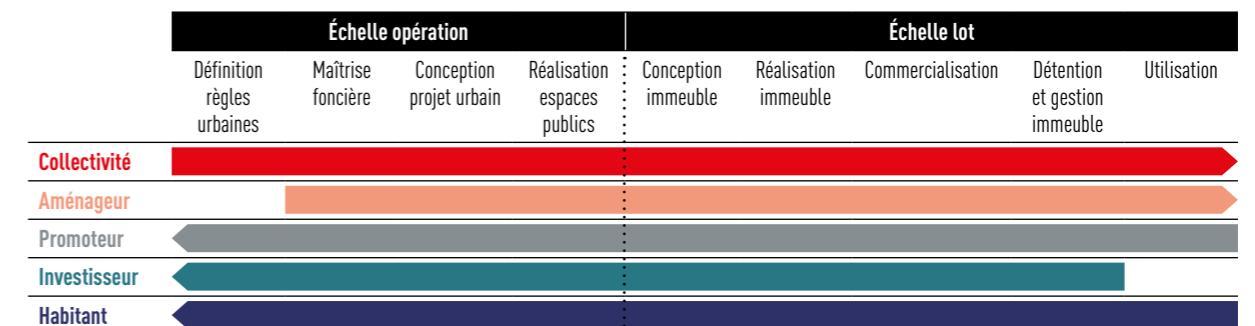 Échelle opération
Échelle lot
Définition
règles
urbaines
Maîtrise
foncière
Conception
projet urbain
Réalisation
espaces
publics
Conception
immeuble
Réalisation
immeuble
Commercialisation
Détention
et gestion
immeuble
Utilisation
Collectivité
Aménageur
Promoteur
Investisseur
Habitant